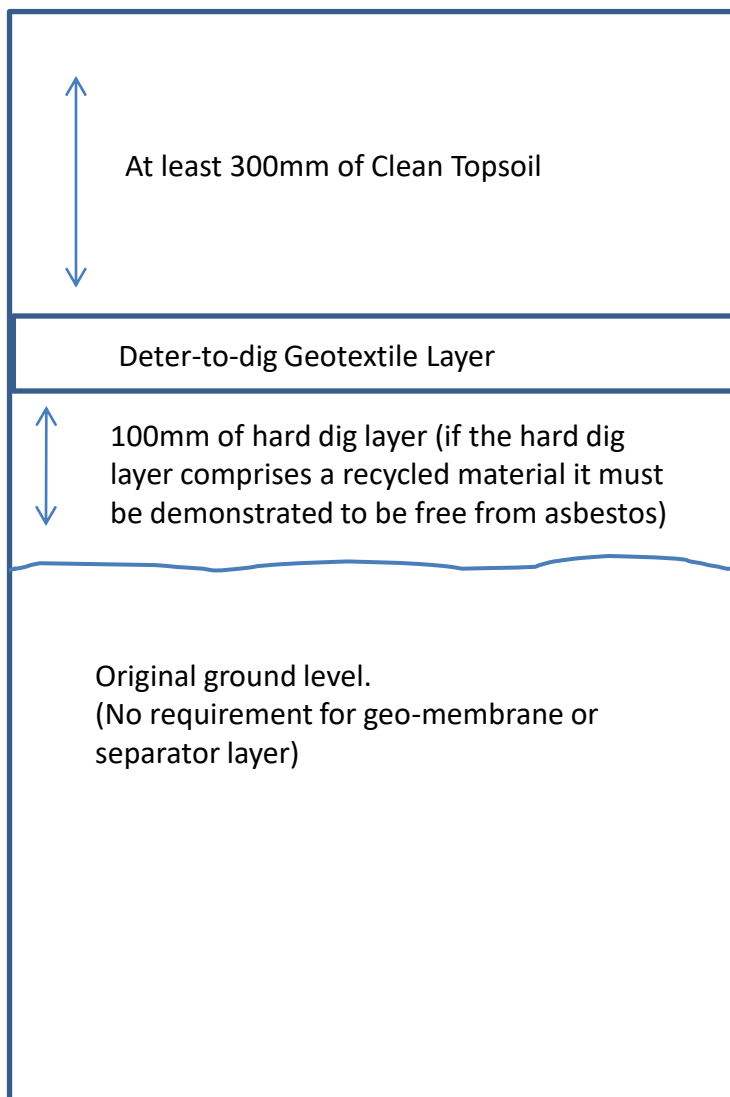 At least 300mm of Clean Topsoil
Deter-to-dig Geotextile Layer
100mm of hard dig layer (if the hard dig
layer comprises a recycled material it must
be demonstrated to be free from asbestos)
Original ground level.
(No requirement for geo-membrane or
separator layer)